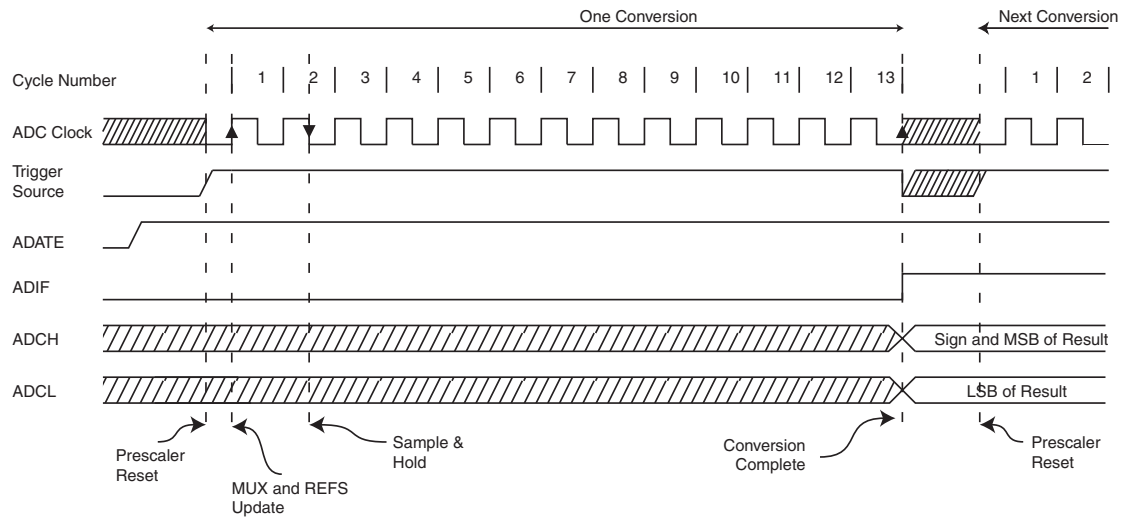 One Conversion
Next Conversion
Cycle Number
1 2 3 4 5 6 7 8 9 10 11 12 13 1 2
ADC Clock
Trigger
Source
ADATE
ADIF
ADCH
Sign and MSB of Result
ADCL
LSB of Result
Prescaler
Reset
MUX and REFS
Update
Sample &
Hold
Conversion
Complete
Prescaler
Reset